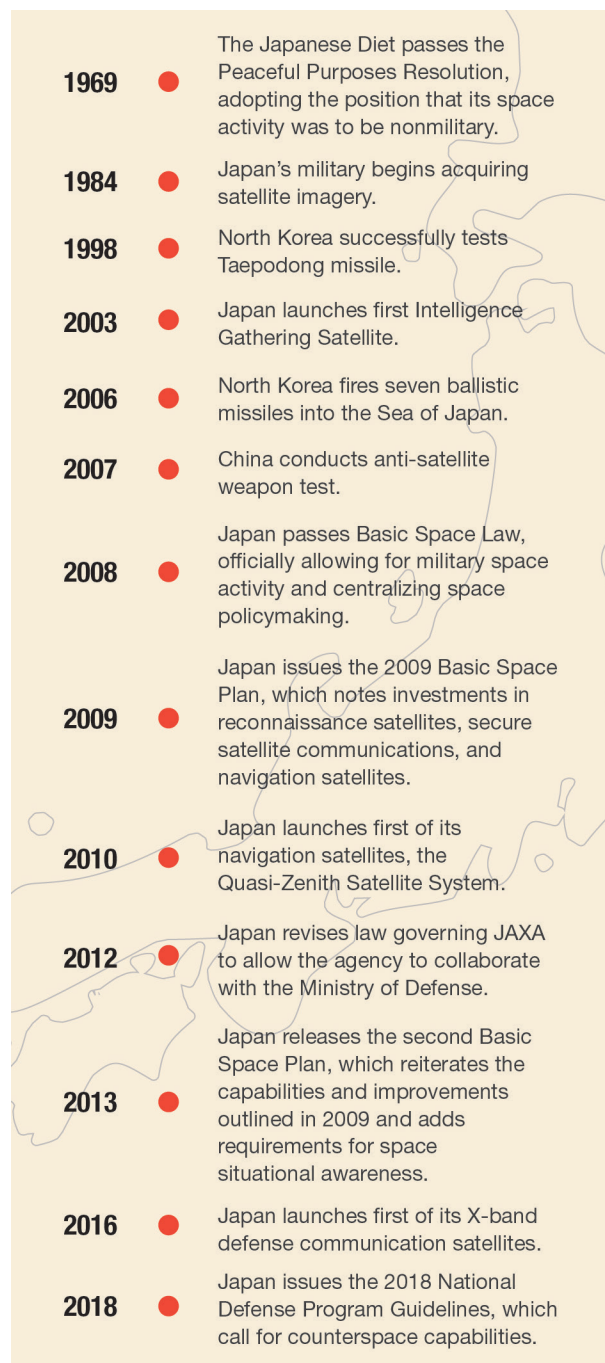 1969
The Japanese Diet passes the
Peaceful Purposes Resolution,
adopting the position that its space
activity was to be nonmilitary.
1984
Japan’s military begins acquiring
satellite imagery.
1998
North Korea successfully tests
Taepodong missile.
2003
Japan launches first Intelligence
Gathering Satellite.
2006
North Korea fires seven ballistic
missiles into the Sea of Japan.
2007
China conducts anti-satellite
weapon test.
2008
Japan passes Basic Space Law,
officially allowing for military space
activity and centralizing space
policymaking.
2009
Japan issues the 2009 Basic Space
Plan, which notes investments in
reconnaissance satellites, secure
satellite communications, and
navigation satellites.
2010
Japan launches first of its
navigation satellites, the
Quasi-Zenith Satellite System.
2012
Japan revises law governing JAXA
to allow the agency to collaborate
with the Ministry of Defense.
2013
Japan releases the second Basic
Space Plan, which reiterates the
capabilities and improvements
outlined in 2009 and adds
requirements for space
situational awareness.
2016
Japan launches first of its X-band
defense communication satellites.
2018
Japan issues the 2018 National
Defense Program Guidelines, which
call for counterspace capabilities.